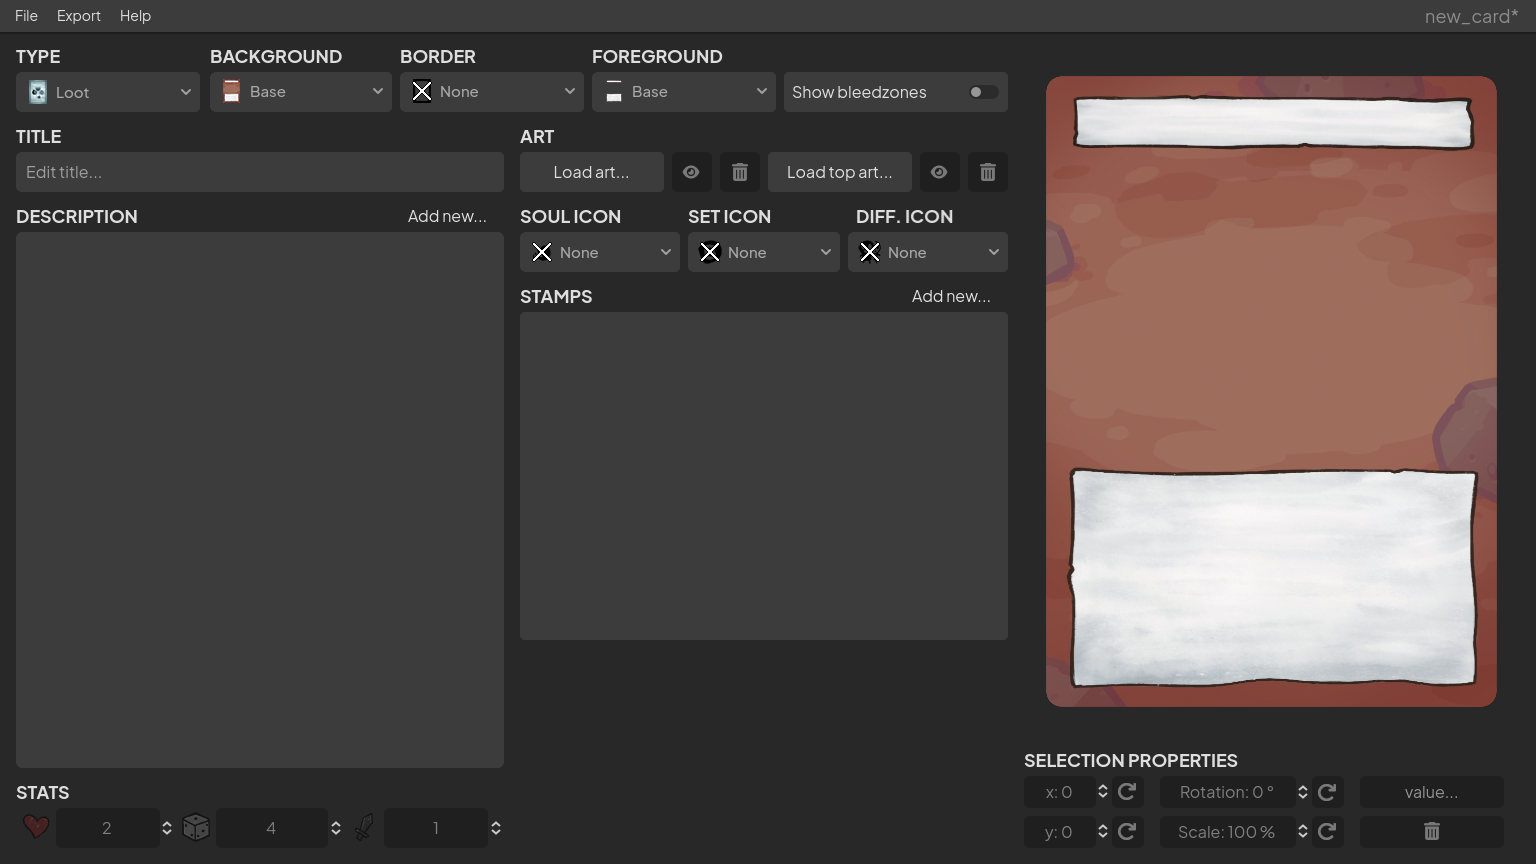 File Export Help new_card*
TYPE BACKGROUND BORDER FOREGROUND
Loot Base None Base Show bleedzones
TITLE ART
Edit title... Load art... Load top art...
DESCRIPTION Add new... SOUL ICON SET ICON DIFF. ICON
None None None
STAMPS Add new...
SELECTION PROPERTIES
x: 0 Rotation: 0 ° value...
y: 0 Scale: 100 %
STATS
2 4 1